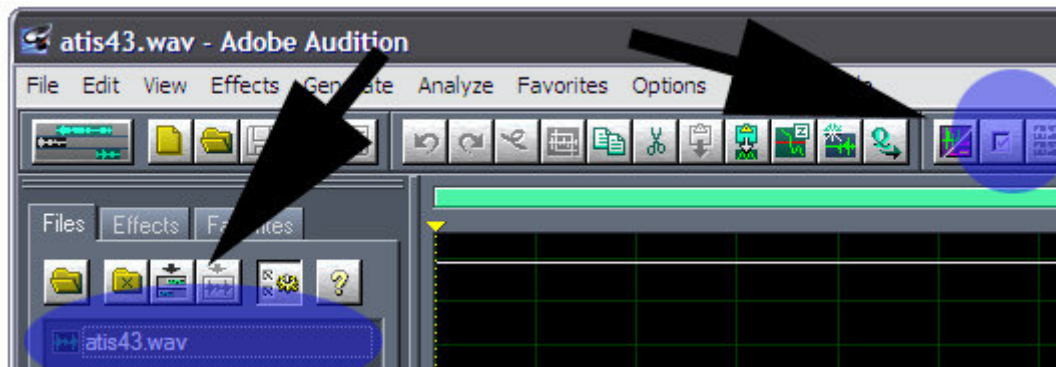 atis43.wav - Adobe Audition
File Edit View Effects Analyze Favorites Options
Files Effects
atis43.wav